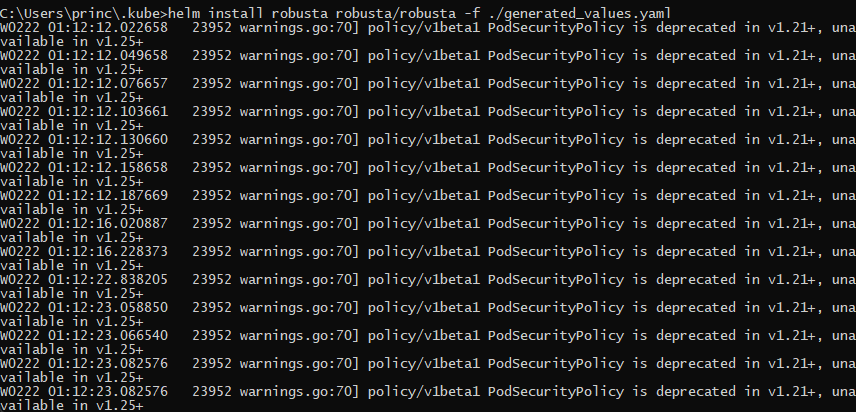 C:\Users\princ\.kube>helm install robusta robusta/robusta -f ./generated_values.yaml
W0222 01:12:12.022658   23952 warnings.go:70] policy/v1beta1 PodSecurityPolicy is deprecated in v1.21+, una
vailable in v1.25+
W0222 01:12:12.049658   23952 warnings.go:70] policy/v1beta1 PodSecurityPolicy is deprecated in v1.21+, una
vailable in v1.25+
W0222 01:12:12.076657   23952 warnings.go:70] policy/v1beta1 PodSecurityPolicy is deprecated in v1.21+, una
vailable in v1.25+
W0222 01:12:12.103661   23952 warnings.go:70] policy/v1beta1 PodSecurityPolicy is deprecated in v1.21+, una
vailable in v1.25+
W0222 01:12:12.130660   23952 warnings.go:70] policy/v1beta1 PodSecurityPolicy is deprecated in v1.21+, una
vailable in v1.25+
W0222 01:12:12.158658   23952 warnings.go:70] policy/v1beta1 PodSecurityPolicy is deprecated in v1.21+, una
vailable in v1.25+
W0222 01:12:12.187669   23952 warnings.go:70] policy/v1beta1 PodSecurityPolicy is deprecated in v1.21+, una
vailable in v1.25+
W0222 01:12:16.020887   23952 warnings.go:70] policy/v1beta1 PodSecurityPolicy is deprecated in v1.21+, una
vailable in v1.25+
W0222 01:12:16.228373   23952 warnings.go:70] policy/v1beta1 PodSecurityPolicy is deprecated in v1.21+, una
vailable in v1.25+
W0222 01:12:22.838205   23952 warnings.go:70] policy/v1beta1 PodSecurityPolicy is deprecated in v1.21+, una
vailable in v1.25+
W0222 01:12:23.058850   23952 warnings.go:70] policy/v1beta1 PodSecurityPolicy is deprecated in v1.21+, una
vailable in v1.25+
W0222 01:12:23.066540   23952 warnings.go:70] policy/v1beta1 PodSecurityPolicy is deprecated in v1.21+, una
vailable in v1.25+
W0222 01:12:23.082576   23952 warnings.go:70] policy/v1beta1 PodSecurityPolicy is deprecated in v1.21+, una
vailable in v1.25+
W0222 01:12:23.082576   23952 warnings.go:70] policy/v1beta1 PodSecurityPolicy is deprecated in v1.21+, una
vailable in v1.25+